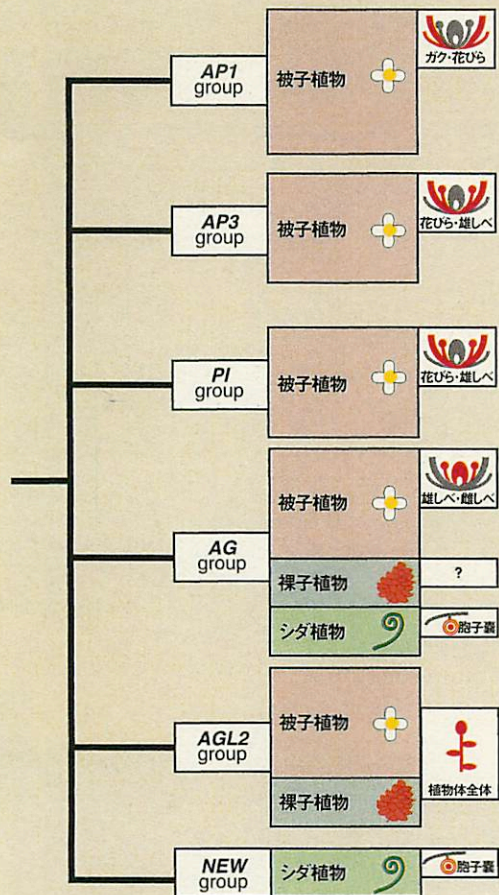 AP1
group
被子植物
ガク・花びら
AP3
group
被子植物
花びら・雄しべ
PI
group
被子植物
花びら・雄しべ
AG
group
被子植物
雄しべ・雌しべ
裸子植物
?
シダ植物
胞子嚢
AGL2
group
被子植物
裸子植物
植物体全体
NEW
group
シダ植物
胞子嚢